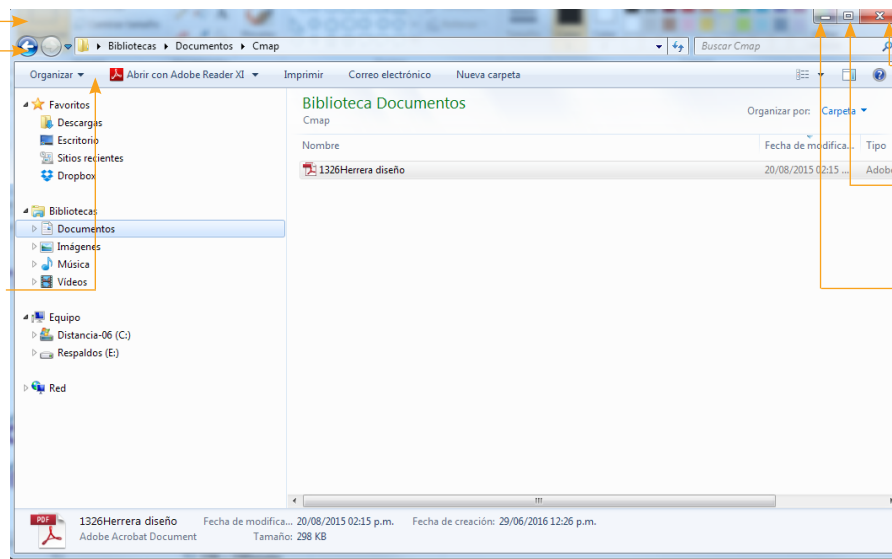 Bibliotecas Documentos Cmap
Buscar Cmap
Organizar Abrir con Adobe Reader XI Imprimir Correo electrónico Nueva carpeta
Favoritos
Descargas
Escritorio
Sitios recientes
Dropbox
Bibliotecas
Documentos
Imágenes
Música
Vídeos
Equipo
Distancia-06 (C:)
Respaldos (E:)
Red
Biblioteca Documentos
Cmap
Organizar por: Carpeta
Nombre Fecha de modifica... Tipo
1326Herrera diseño 20/08/2015 02:15 ... Adobe
PDF
1326Herrera diseño Fecha de modifica... 20/08/2015 02:15 p.m. Fecha de creación: 29/06/2016 12:26 p.m.
Adobe Acrobat Document Tamaño: 298 KB